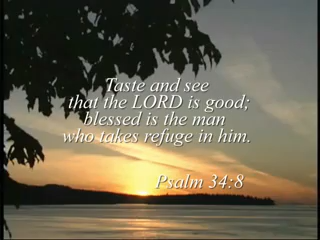 Taste and see
that the LORD is good;
blessed is the man
who takes refuge in him.
Psalm 34:8